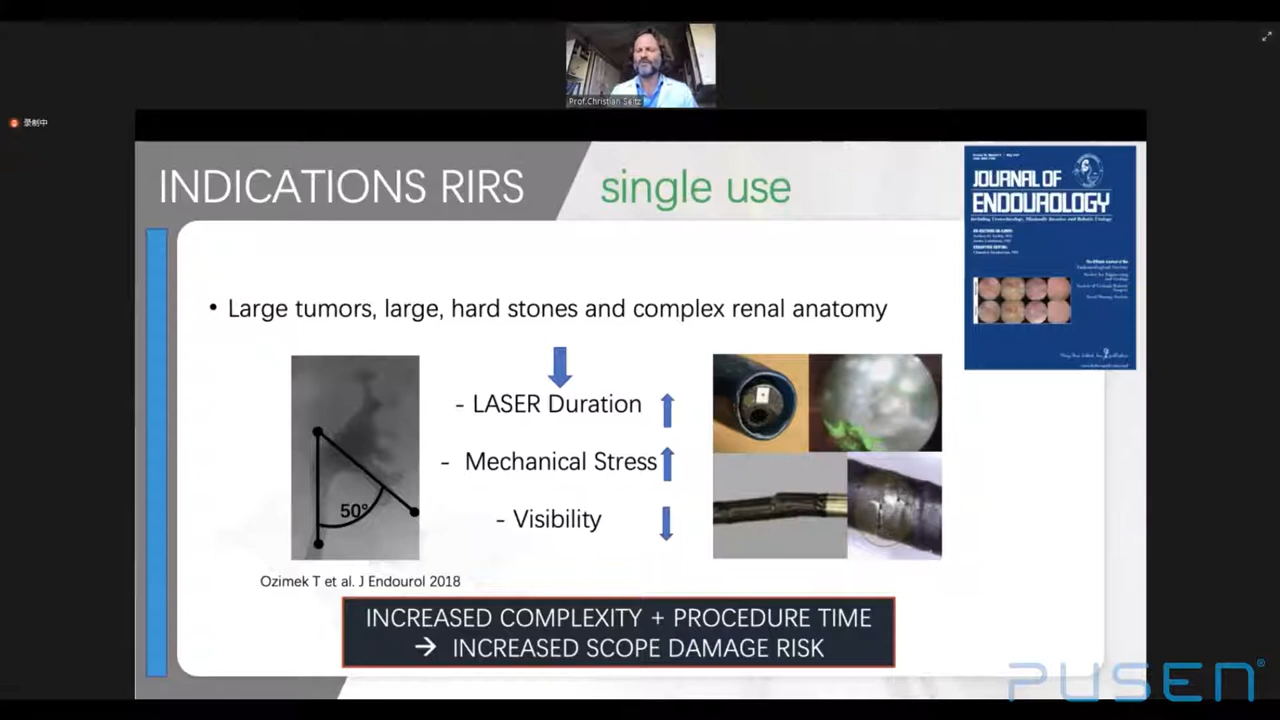 Prof.Christian Seitz
录制中
INDICATIONS RIRS
single use
JOURNAL OF
ENDOUROLOGY
• Large tumors, large, hard stones and complex renal anatomy
- LASER Duration
- Mechanical Stress
- Visibility
50°
Ozimek T et al. J Endourol 2018
INCREASED COMPLEXITY + PROCEDURE TIME
→ INCREASED SCOPE DAMAGE RISK
PUSEN®